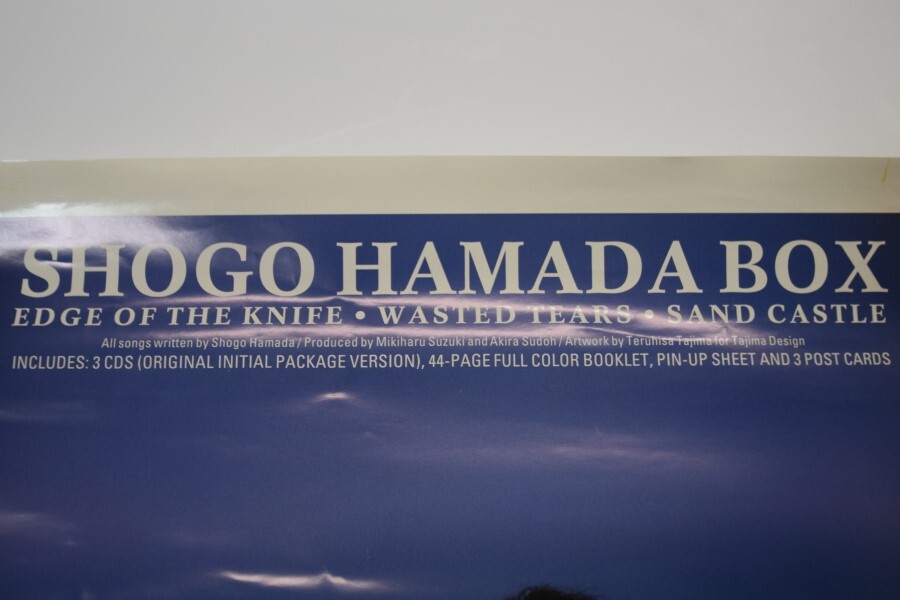 SHOGO HAMADA BOX
EDGE OF THE KNIFE • WASTED TEARS • SAND CASTLE
All songs written by Shogo Hamada / Produced by Mikiharu Suzuki and Akira Sudoh / Artwork by Teruhisa Tajima for Tajima Design
INCLUDES: 3 CDS (ORIGINAL INITIAL PACKAGE VERSION), 44-PAGE FULL COLOR BOOKLET, PIN-UP SHEET AND 3 POST CARDS